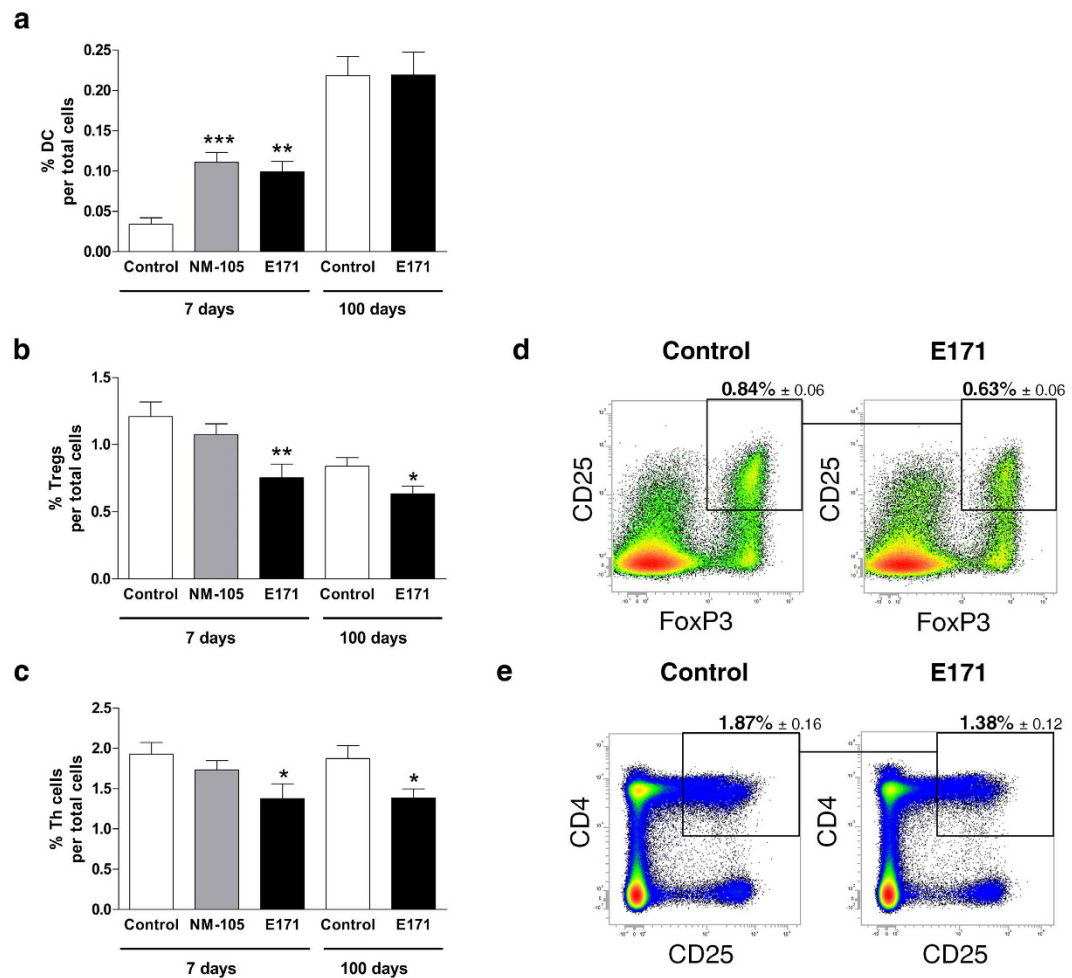 a
% DC
per total cells
0.25
0.20
0.15
0.10
0.05
0.00
***
**
Control NM-105 E171 Control E171
7 days 100 days
b
% Tregs
per total cells
1.5
1.0
0.5
0.0
**
*
Control NM-105 E171 Control E171
7 days 100 days
c
% Th cells
per total cells
2.5
2.0
1.5
1.0
0.5
0.0
*
*
Control NM-105 E171 Control E171
7 days 100 days
d
Control E171
0.84% ± 0.06 0.63% ± 0.06
CD25 CD25
FoxP3 FoxP3
e
Control E171
1.87% ± 0.16 1.38% ± 0.12
CD4 CD4
CD25 CD25